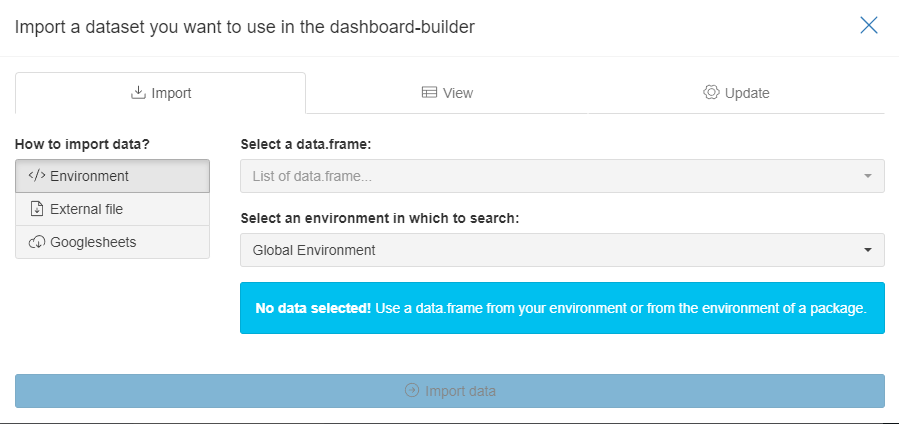 Import a dataset you want to use in the dashboard-builder
Import
View
Update
How to import data?
</> Environment
External file
Googlesheets
Select a data.frame:
List of data.frame...
Select an environment in which to search:
Global Environment
No data selected! Use a data.frame from your environment or from the environment of a package.
Import data